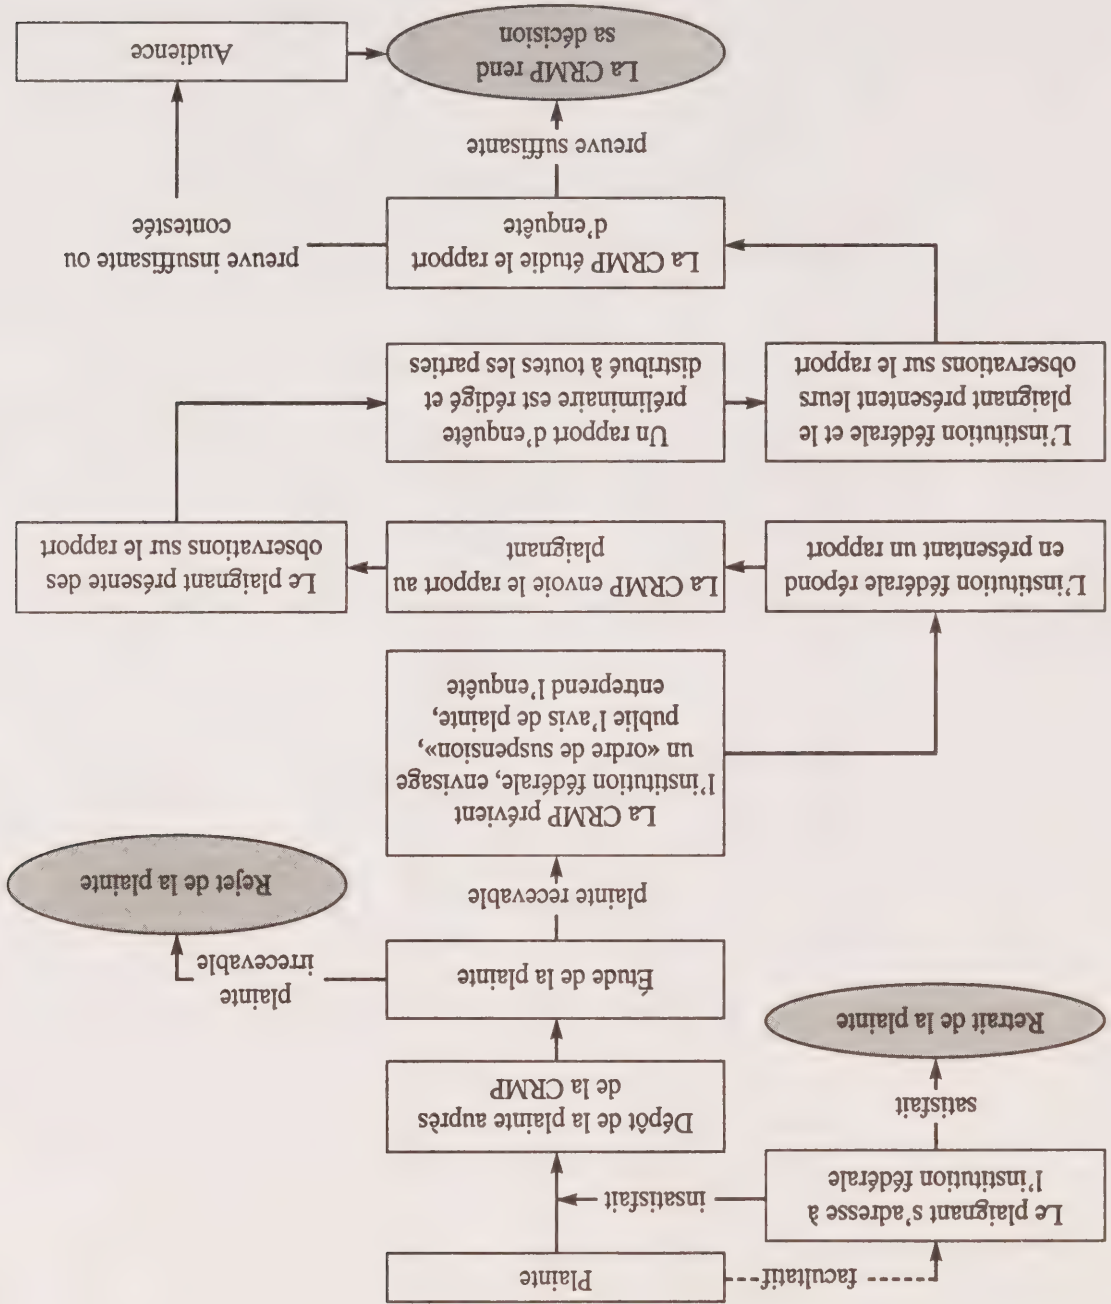 Plainte
facultatif
Le plaignant s'adresse à
l'institution fédérale
insatisfait
satisfait
Retrait de la plainte
Dépôt de la plainte auprès
de la CRMP
Étude de la plainte
plainte
irrecevable
Rejet de la plainte
plainte recevable
La CRMP prévient
l'institution fédérale, envisage
un «ordre de suspension»,
publie l'avis de plainte,
entreprend l'enquête
L'institution fédérale répond
en présentant un rapport
La CRMP envoie le rapport au
plaignant
Le plaignant présente des
observations sur le rapport
Un rapport d'enquête
préliminaire est rédigé et
distribué à toutes les parties
L'institution fédérale et le
plaignant présentent leurs
observations sur le rapport
La CRMP étudie le rapport
d'enquête
preuve insuffisante ou
contestée
preuve suffisante
La CRMP rend
sa décision
Audience